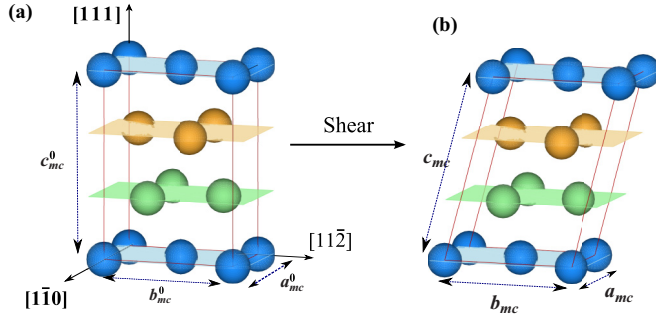 (a)
[111]
c⁰mc
[11̄0]
b⁰mc
a⁰mc
[112̄]
Shear
(b)
cmc
bmc
amc